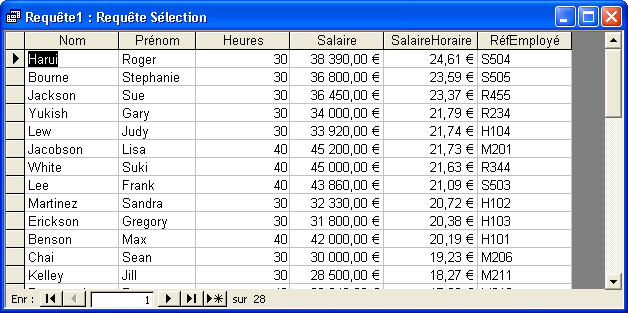 Requête1 : Requête Sélection
Nom Prénom Heures Salaire SalaireHoraire RéfEmployé
Harui Roger 30 38 390,00 € 24,61 € S504
Bourne Stephanie 30 36 800,00 € 23,59 € S505
Jackson Sue 30 36 450,00 € 23,37 € R455
Yukish Gary 30 34 000,00 € 21,79 € R234
Lew Judy 30 33 920,00 € 21,74 € H104
Jacobson Lisa 40 45 200,00 € 21,73 € M201
White Suki 40 45 000,00 € 21,63 € R344
Lee Frank 40 43 860,00 € 21,09 € S503
Martinez Sandra 30 32 330,00 € 20,72 € H102
Erickson Gregory 30 31 800,00 € 20,38 € H103
Benson Max 40 42 000,00 € 20,19 € H101
Chai Sean 30 30 000,00 € 19,23 € M206
Kelley Jill 30 28 500,00 € 18,27 € M211
Enr : 1 sur 28